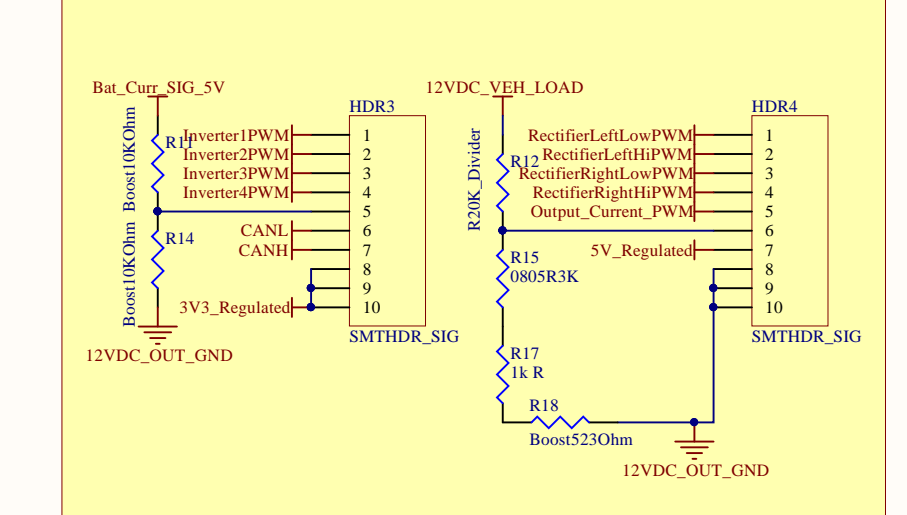 Bat_Curr_SIG_5V
12VDC_VEH_LOAD
HDR3
HDR4
Boost10KOhm
R11
Inverter1PWM
1
Inverter2PWM
2
Inverter3PWM
3
Inverter4PWM
4
5
CANL
6
CANH
7
8
9
3V3_Regulated
10
SMTHDR_SIG
R14
Boost10KOhm
12VDC_OUT_GND
R20K_Divider
R12
RectifierLeftLowPWM
1
RectifierLeftHiPWM
2
RectifierRightLowPWM
3
RectifierRightHiPWM
4
Output_Current_PWM
5
6
5V_Regulated
7
8
9
10
SMTHDR_SIG
R15
0805R3K
R17
1k R
R18
Boost523Ohm
12VDC_OUT_GND